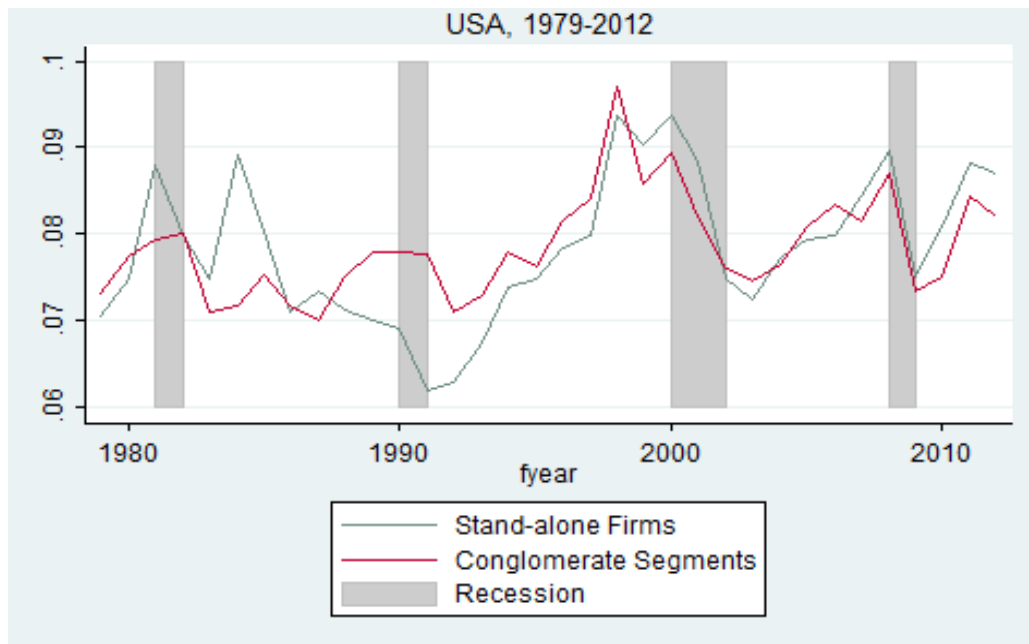 USA, 1979-2012
.1
.09
.08
.07
.06
1980 1990 2000 2010
fyear
Stand-alone Firms
Conglomerate Segments
Recession